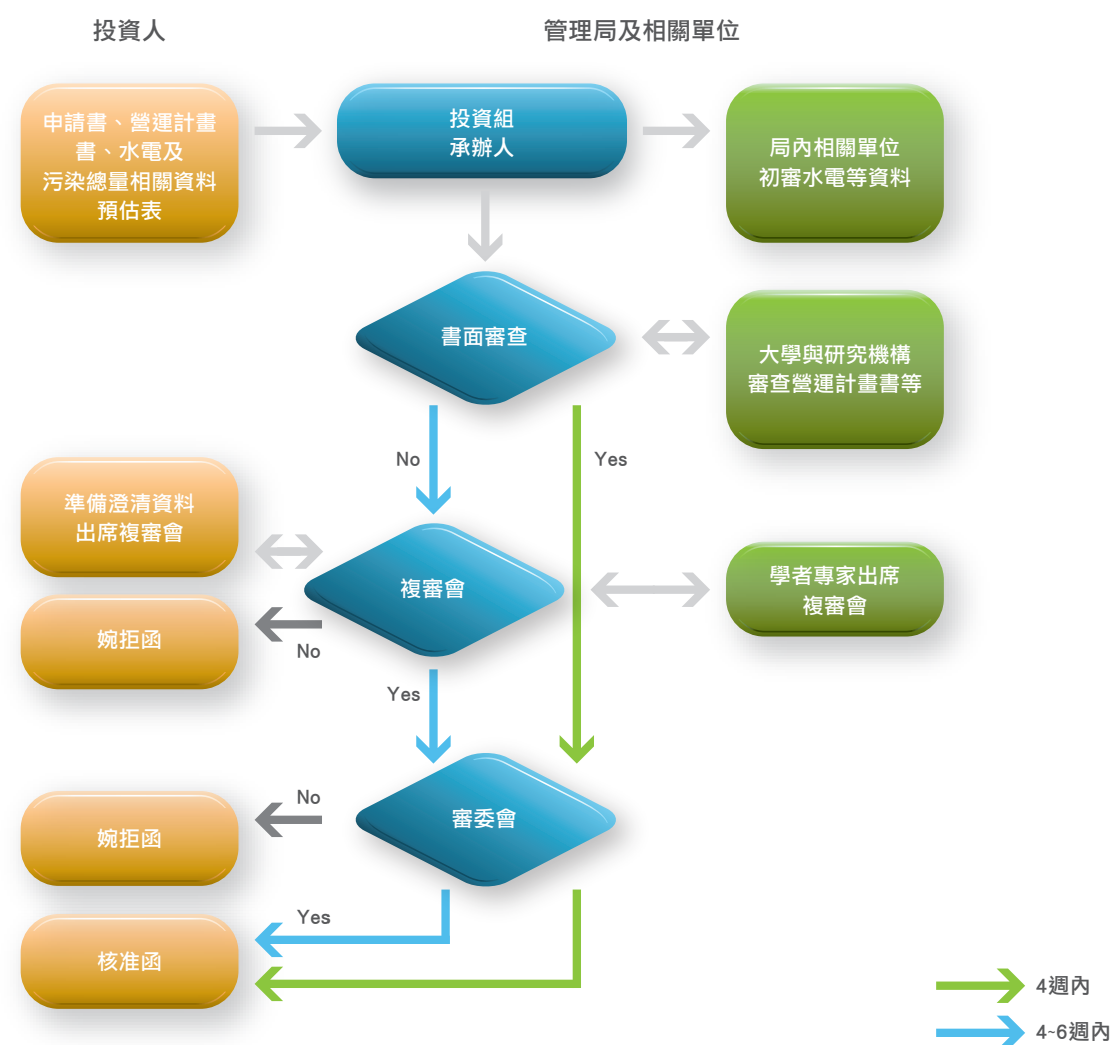 投資人
管理局及相關單位
申請書、營運計畫
書、水電及
污染總量相關資料
預估表
投資組
承辦人
局內相關單位
初審水電等資料
書面審查
大學與研究機構
審查營運計畫書等
No
Yes
準備澄清資料
出席複審會
複審會
學者專家出席
複審會
婉拒函
No
Yes
審委會
No
婉拒函
Yes
核准函
4週內
4~6週內